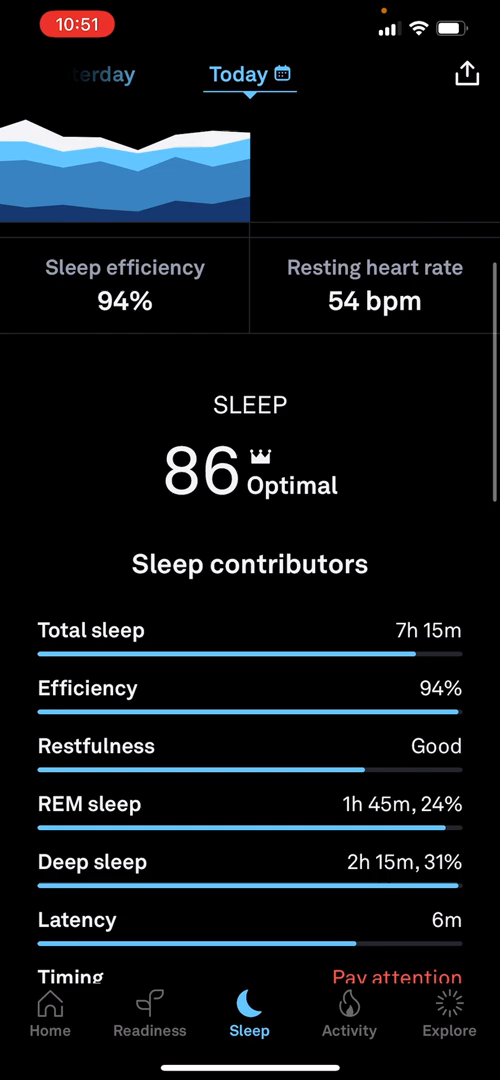 10:51
terday
Today
Sleep efficiency
94%
Resting heart rate
54 bpm
SLEEP
86
Optimal
Sleep contributors
Total sleep 7h 15m
Efficiency 94%
Restfulness Good
REM sleep 1h 45m, 24%
Deep sleep 2h 15m, 31%
Latency 6m
Timing Pay attention
Home Readiness Sleep Activity Explore